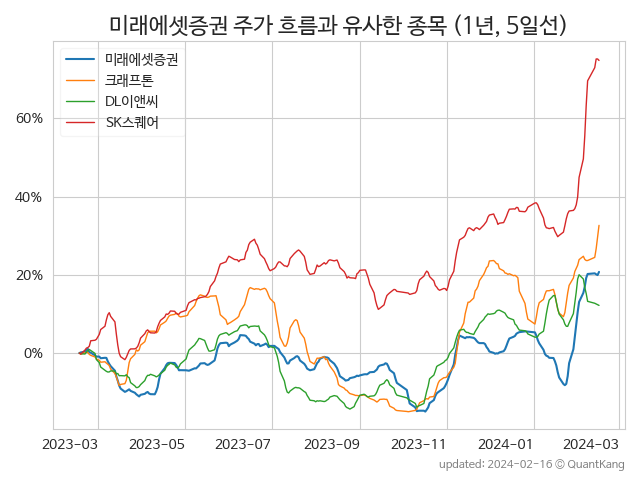 미래에셋증권 주가 흐름과 유사한 종목 (1년, 5일선)
미래에셋증권
크래프톤
DL이앤씨
SK스퀘어
60%
40%
20%
0%
2023-03 2023-05 2023-07 2023-09 2023-11 2024-01 2024-03
updated: 2024-02-16 © QuantKang